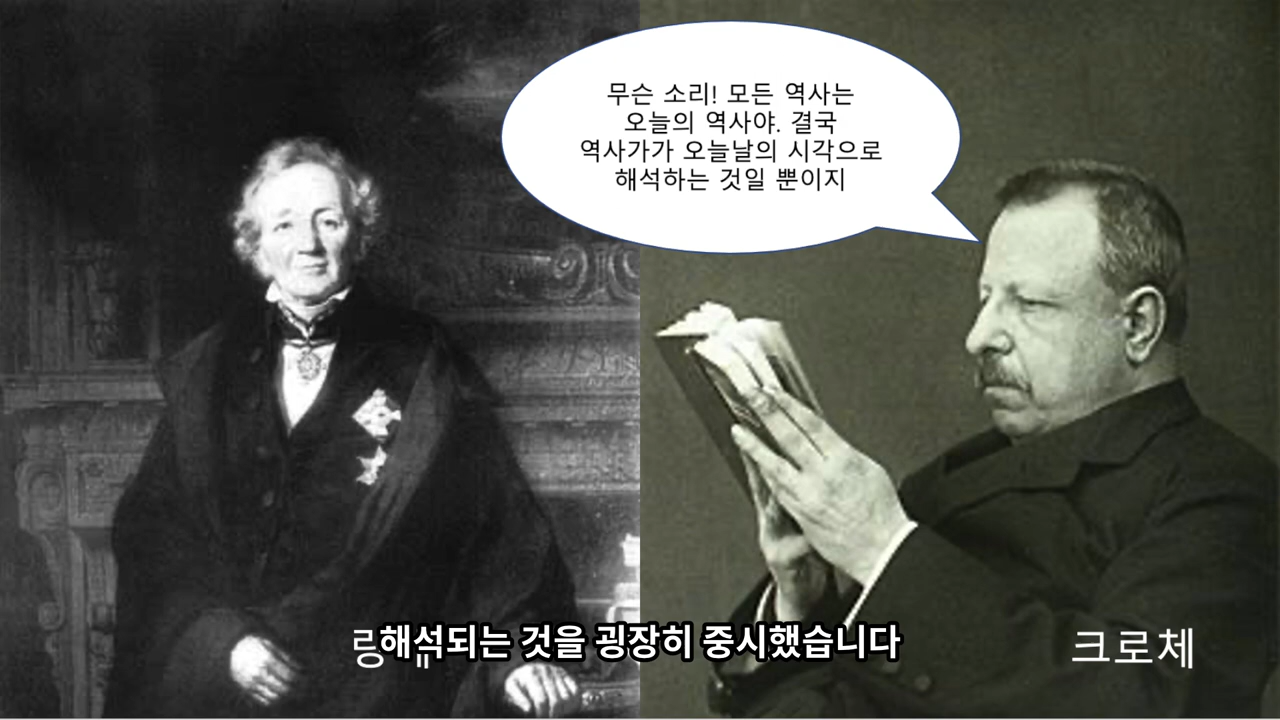 무슨 소리! 모든 역사는
오늘의 역사야. 결국
역사가가 오늘날의 시각으로
해석하는 것일 뿐이지
해석되는 것을 굉장히 중시했습니다
크로체